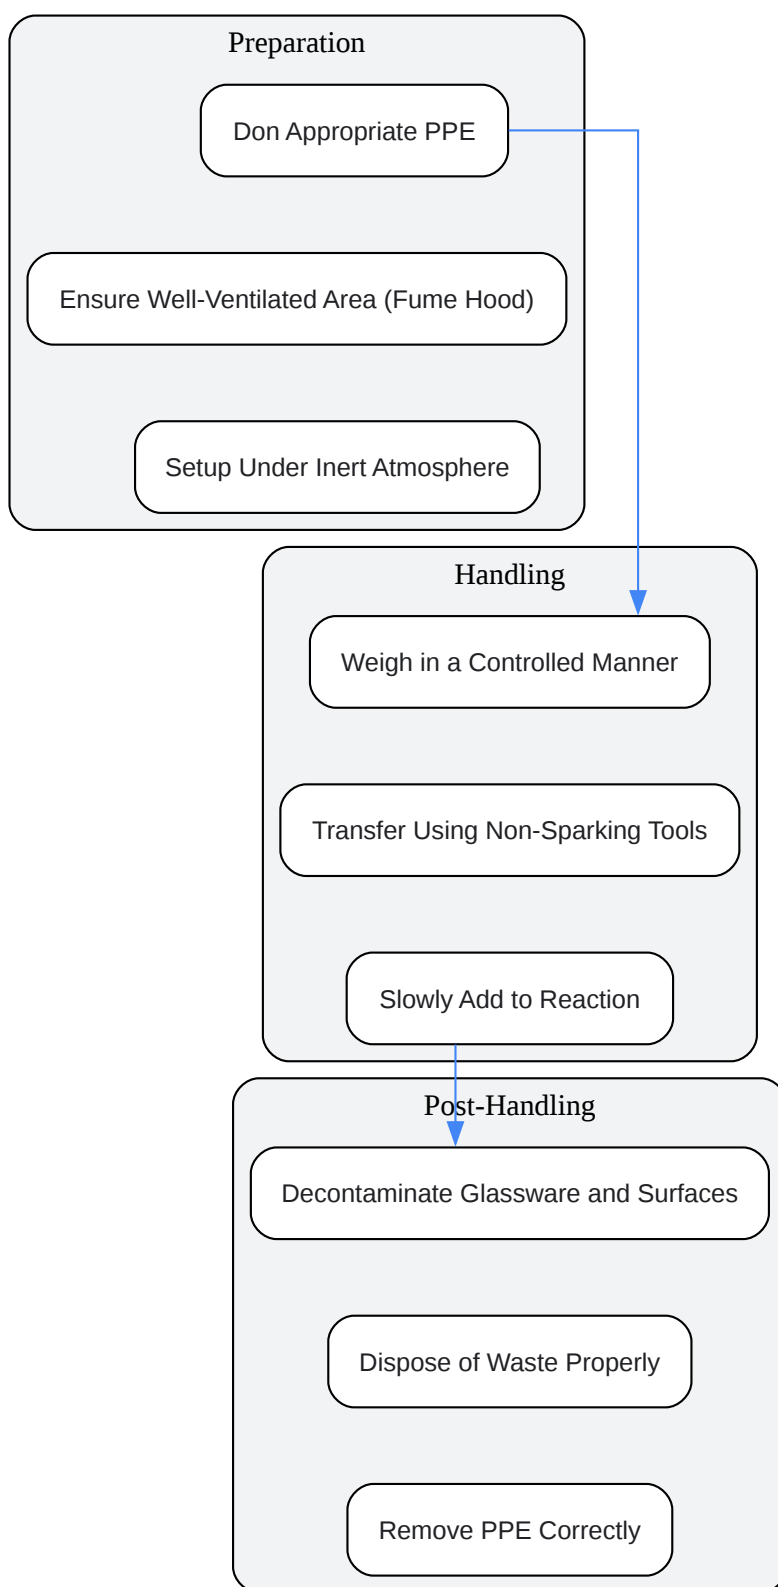 Preparation
Don Appropriate PPE
Ensure Well-Ventilated Area (Fume Hood)
Setup Under Inert Atmosphere
Handling
Weigh in a Controlled Manner
Transfer Using Non-Sparking Tools
Slowly Add to Reaction
Post-Handling
Decontaminate Glassware and Surfaces
Dispose of Waste Properly
Remove PPE Correctly